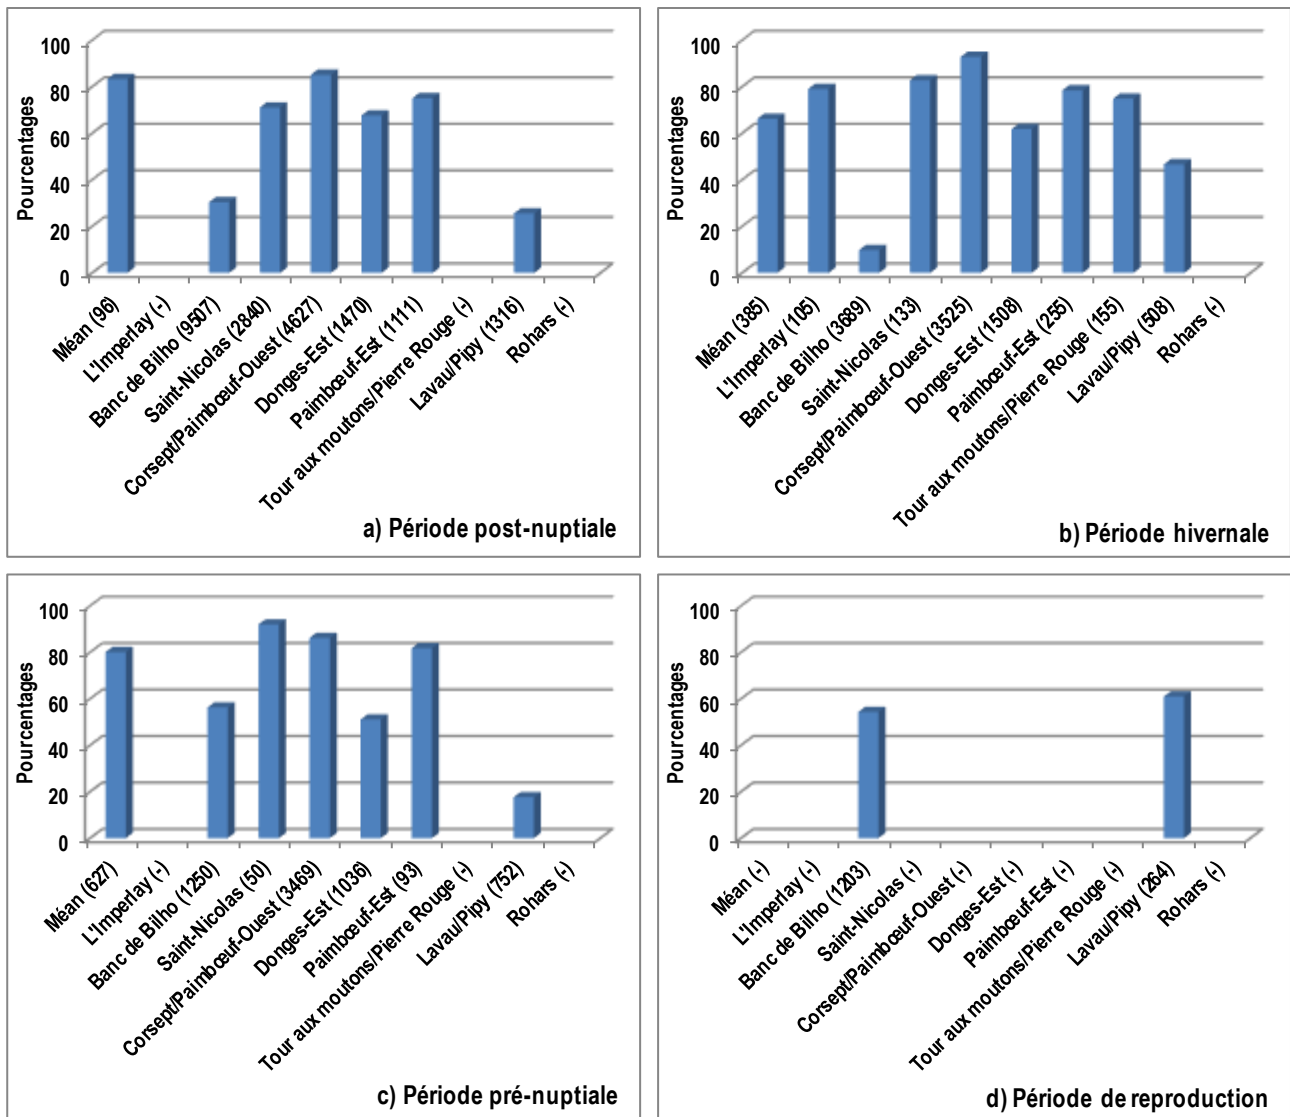 Pourcentages
100
80
60
40
20
0
Méan (96)
L'Imperlay (-)
Banc de Bilho (9507)
Saint-Nicolas (2840)
Corsept/Paimbœuf-Ouest (4627)
Donges-Est (1470)
Paimbœuf-Est (1111)
Tour aux moutons/Pierre Rouge (-)
Lavau/Pipy (1316)
Rohars (-)
a) Période post-nuptiale
Pourcentages
100
80
60
40
20
0
Méan (385)
L'Imperlay (105)
Banc de Bilho (3689)
Saint-Nicolas (133)
Corsept/Paimbœuf-Ouest (3525)
Donges-Est (1508)
Paimbœuf-Est (255)
Tour aux moutons/Pierre Rouge (155)
Lavau/Pipy (508)
Rohars (-)
b) Période hivernale
Pourcentages
100
80
60
40
20
0
Méan (627)
L'Imperlay (-)
Banc de Bilho (1250)
Saint-Nicolas (50)
Corsept/Paimbœuf-Ouest (3469)
Donges-Est (1036)
Paimbœuf-Est (93)
Tour aux moutons/Pierre Rouge (-)
Lavau/Pipy (752)
Rohars (-)
c) Période pré-nuptiale
Pourcentages
100
80
60
40
20
0
Méan (-)
L'Imperlay (-)
Banc de Bilho (1203)
Saint-Nicolas (-)
Corsept/Paimbœuf-Ouest (-)
Donges-Est (-)
Paimbœuf-Est (-)
Tour aux moutons/Pierre Rouge (-)
Lavau/Pipy (264)
Rohars (-)
d) Période de reproduction